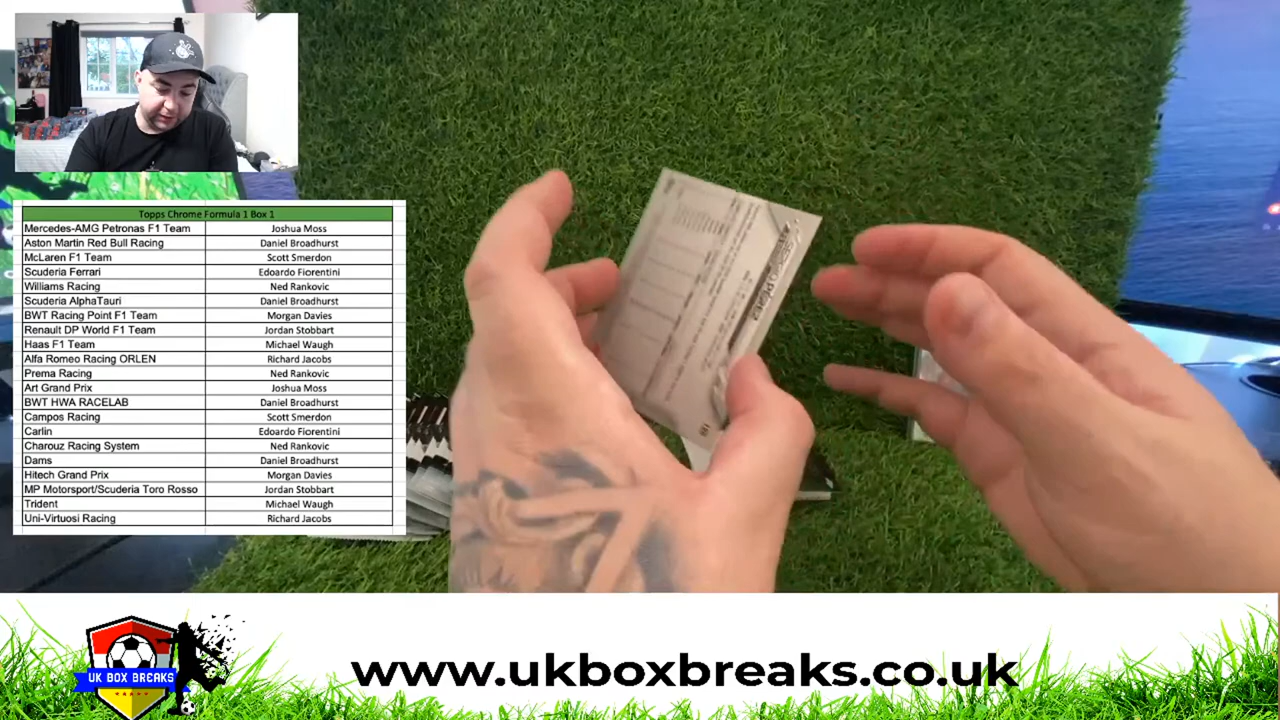 Topps Chrome Formula 1 Box 1
Mercedes-AMG Petronas F1 Team Joshua Moss
Aston Martin Red Bull Racing Daniel Broadhurst
McLaren F1 Team Scott Smerdon
Scuderia Ferrari Edoardo Fiorentini
Williams Racing Ned Rankovic
Scuderia AlphaTauri Daniel Broadhurst
BWT Racing Point F1 Team Morgan Davies
Renault DP World F1 Team Jordan Stobbart
Haas F1 Team Michael Waugh
Alfa Romeo Racing ORLEN Richard Jacobs
Prema Racing Ned Rankovic
Art Grand Prix Joshua Moss
BWT HWA RACELAB Daniel Broadhurst
Campos Racing Scott Smerdon
Carlin Edoardo Fiorentini
Charouz Racing System Ned Rankovic
Dams Daniel Broadhurst
Hitech Grand Prix Morgan Davies
MP Motorsport/Scuderia Toro Rosso Jordan Stobbart
Trident Michael Waugh
Uni-Virtuosi Racing Richard Jacobs
UK BOX BREAKS
www.ukboxbreaks.co.uk